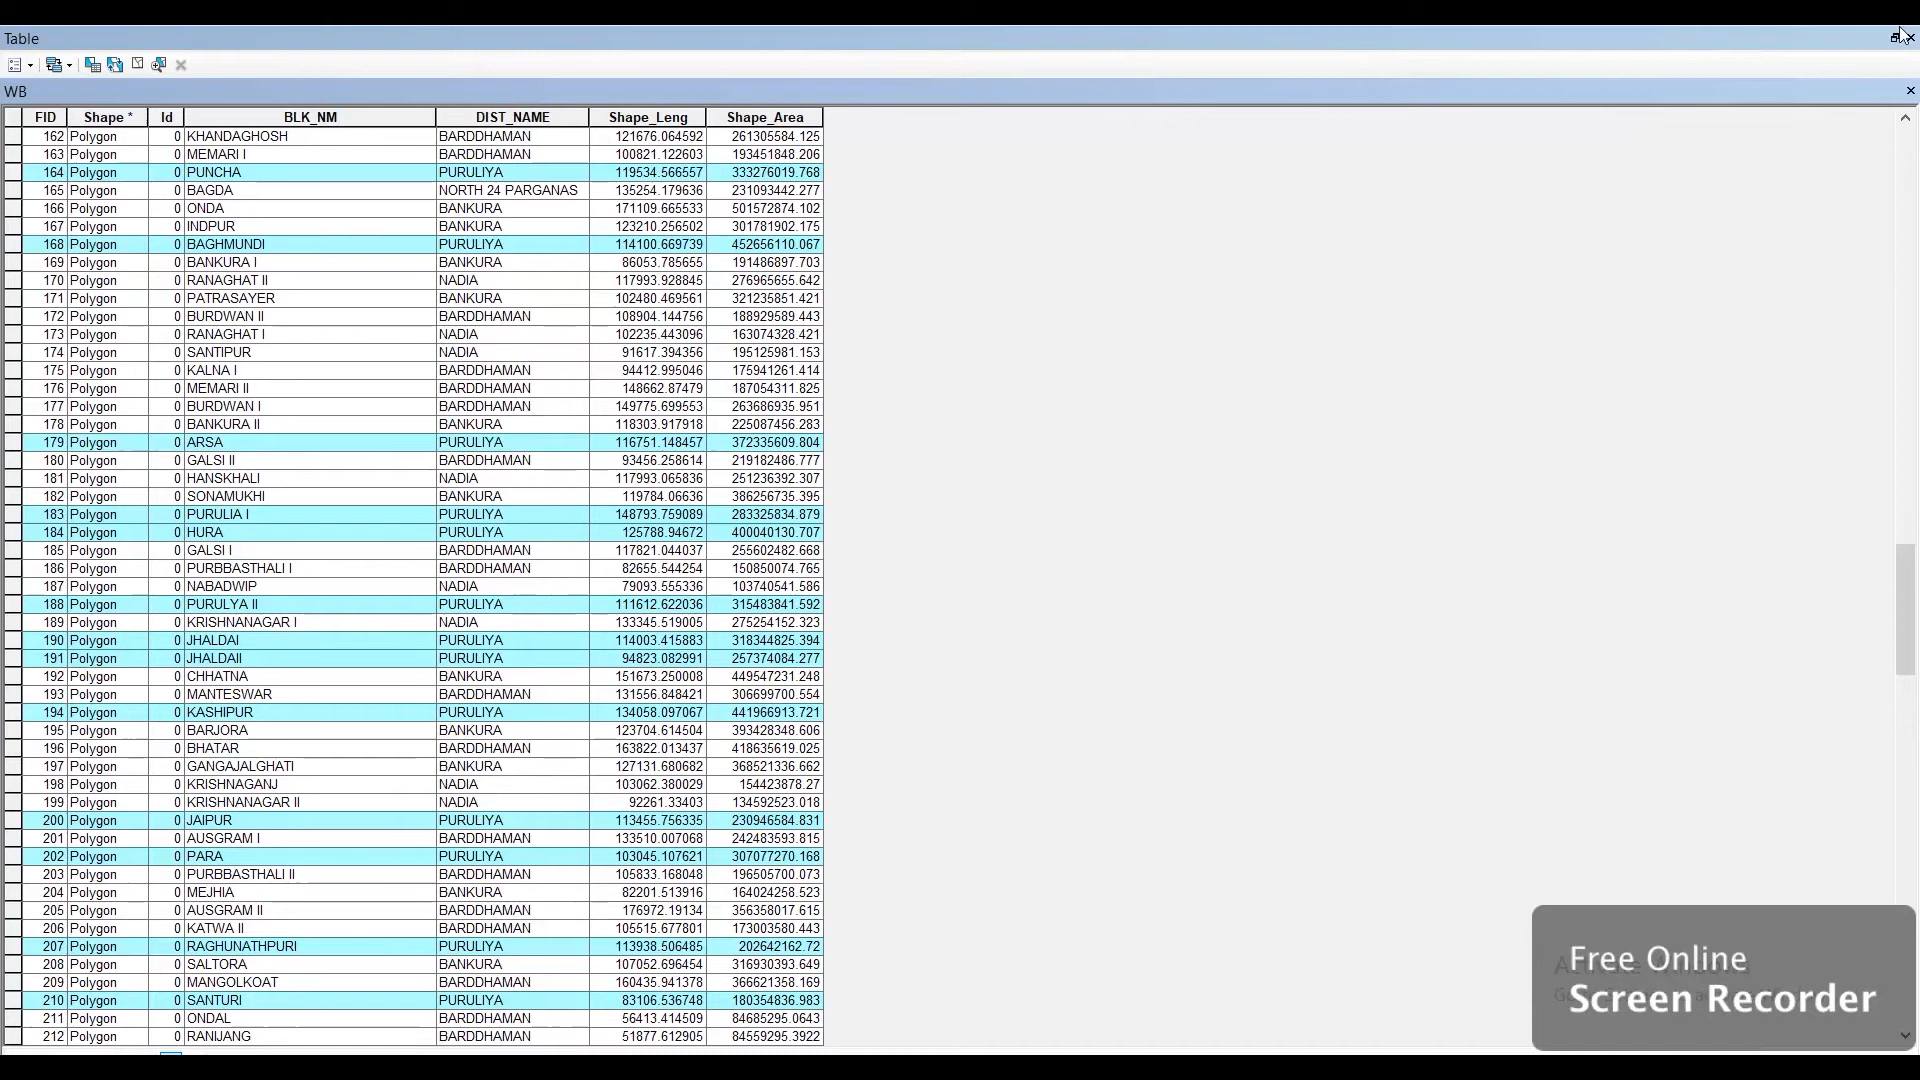 Table
WB
FID Shape * Id BLK_NM DIST_NAME Shape_Leng Shape_Area
162 Polygon 0 KHANDAGHOSH BARDDHAMAN 121676.064592 261305584.125
163 Polygon 0 MEMARI I BARDDHAMAN 100821.122603 193451848.206
164 Polygon 0 PUNCHA PURULIYA 119534.566557 333276019.768
165 Polygon 0 BAGDA NORTH 24 PARGANAS 135254.179636 231093442.277
166 Polygon 0 ONDA BANKURA 171109.665533 501572874.102
167 Polygon 0 INDPUR BANKURA 123210.256502 301781902.175
168 Polygon 0 BAGHMUNDI PURULIYA 114100.669739 452656110.067
169 Polygon 0 BANKURA I BANKURA 86053.785655 191486897.703
170 Polygon 0 RANAGHAT II NADIA 117993.928845 276965655.642
171 Polygon 0 PATRASAYER BANKURA 102480.469561 321235851.421
172 Polygon 0 BURDWAN II BARDDHAMAN 108904.144756 188929589.443
173 Polygon 0 RANAGHAT I NADIA 102235.443096 163074328.421
174 Polygon 0 SANTIPUR NADIA 91617.394356 195125981.153
175 Polygon 0 KALNA I BARDDHAMAN 94412.995046 175941261.414
176 Polygon 0 MEMARI II BARDDHAMAN 148662.87479 187054311.825
177 Polygon 0 BURDWAN I BARDDHAMAN 149775.699553 263686935.951
178 Polygon 0 BANKURA II BANKURA 118303.917918 225087456.283
179 Polygon 0 ARSA PURULIYA 116751.148457 372335609.804
180 Polygon 0 GALSI II BARDDHAMAN 93456.258614 219182486.777
181 Polygon 0 HANSKHALI NADIA 117993.065836 251236392.307
182 Polygon 0 SONAMUKHI BANKURA 119784.06636 386256735.395
183 Polygon 0 PURULIA I PURULIYA 148793.759089 283325834.879
184 Polygon 0 HURA PURULIYA 125788.94672 400040130.707
185 Polygon 0 GALSI I BARDDHAMAN 117821.044037 255602482.668
186 Polygon 0 PURBBASTHALI I BARDDHAMAN 82655.544254 150850074.765
187 Polygon 0 NABADWIP NADIA 79093.555336 103740541.586
188 Polygon 0 PURULYA II PURULIYA 111612.622036 315483841.592
189 Polygon 0 KRISHNANAGAR I NADIA 133345.519005 275254152.323
190 Polygon 0 JHALDAI PURULIYA 114003.415883 318344825.394
191 Polygon 0 JHALDAII PURULIYA 94823.082991 257374084.277
192 Polygon 0 CHHATNA BANKURA 151673.250008 449547231.248
193 Polygon 0 MANTESWAR BARDDHAMAN 131556.848421 306699700.554
194 Polygon 0 KASHIPUR PURULIYA 134058.097067 441966913.721
195 Polygon 0 BARJORA BANKURA 123704.614504 393428348.606
196 Polygon 0 BHATAR BARDDHAMAN 163822.013437 418635619.025
197 Polygon 0 GANGAJALGHATI BANKURA 127131.680682 368521336.662
198 Polygon 0 KRISHNAGANJ NADIA 103062.380029 154423878.27
199 Polygon 0 KRISHNANAGAR II NADIA 92261.33403 134592523.018
200 Polygon 0 JAIPUR PURULIYA 113455.756335 230946584.831
201 Polygon 0 AUSGRAM I BARDDHAMAN 133510.007068 242483593.815
202 Polygon 0 PARA PURULIYA 103045.107621 307077270.168
203 Polygon 0 PURBBASTHALI II BARDDHAMAN 105833.168048 196505700.073
204 Polygon 0 MEJHIA BANKURA 82201.513916 164024258.523
205 Polygon 0 AUSGRAM II BARDDHAMAN 176972.19134 356358017.615
206 Polygon 0 KATWA II BARDDHAMAN 105515.677801 173003580.443
207 Polygon 0 RAGHUNATHPURI PURULIYA 113938.506485 202642162.72
208 Polygon 0 SALTORA BANKURA 107052.696454 316930393.649
209 Polygon 0 MANGOLKOAT BARDDHAMAN 160435.941378 366621358.169
210 Polygon 0 SANTURI PURULIYA 83106.536748 180354836.983
211 Polygon 0 ONDAL BARDDHAMAN 56413.414509 84685295.0643
212 Polygon 0 RANIJANG BARDDHAMAN 51877.612905 84559295.3922
Free Online
Screen Recorder